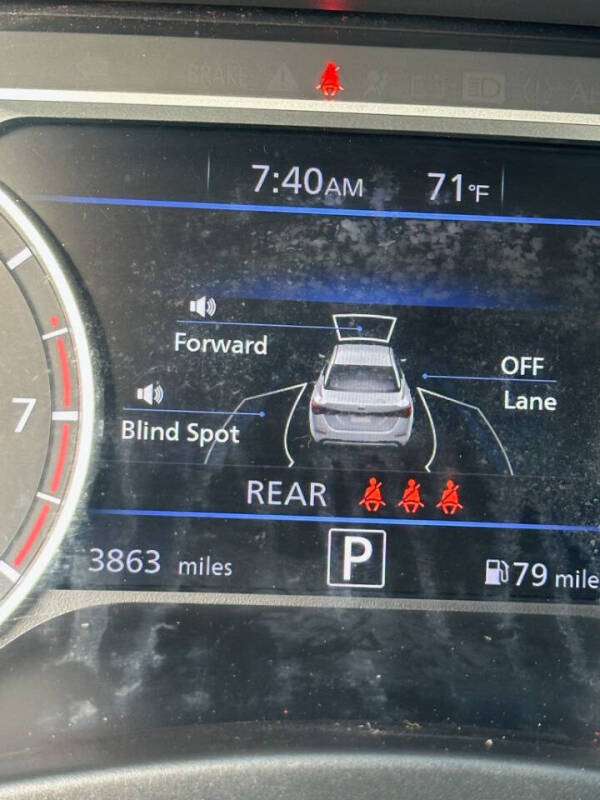 BRAKE
7:40AM 71°F
Forward
OFF
Lane
Blind Spot
7
REAR
3863 miles
P
79 mile